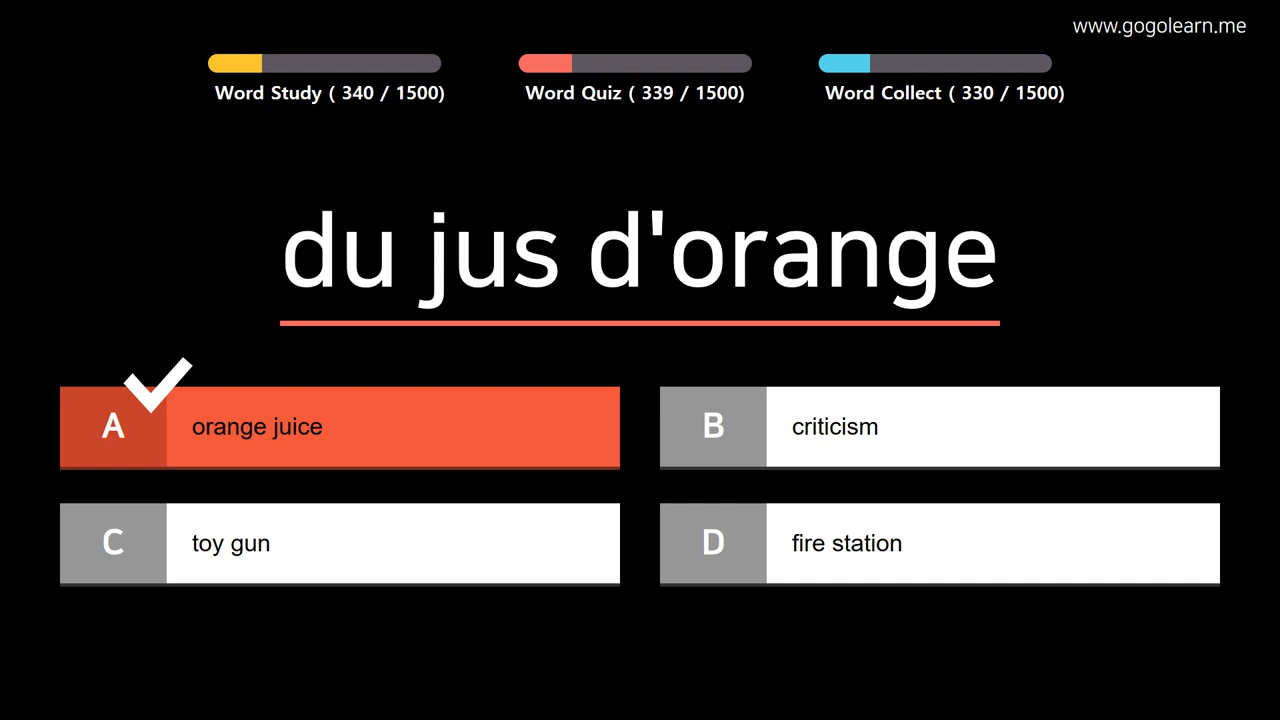 www.gogolearn.me
Word Study ( 340 / 1500)
Word Quiz ( 339 / 1500)
Word Collect ( 330 / 1500)
du jus d'orange
A orange juice
B criticism
C toy gun
D fire station